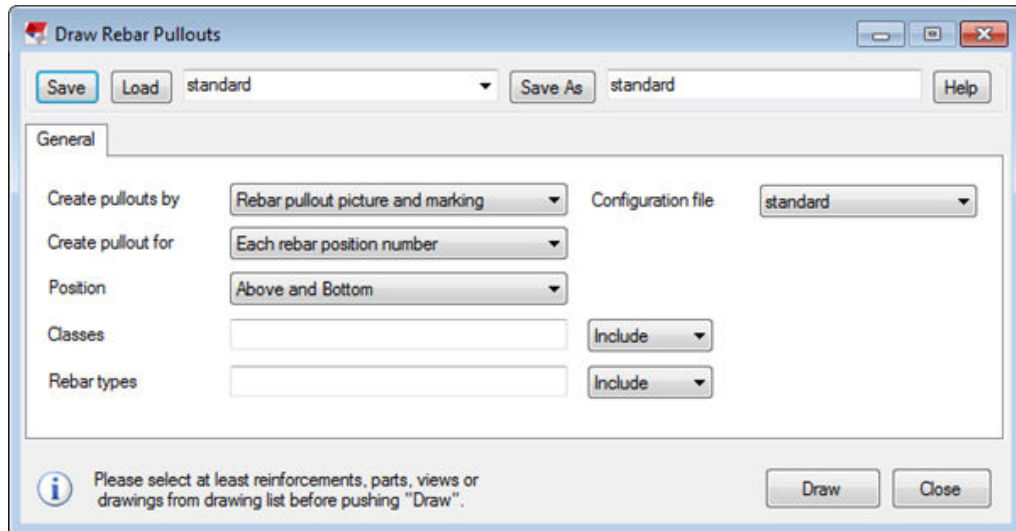 Draw Rebar Pullouts
Save Load standard Save As standard Help
General
Create pullouts by Rebar pullout picture and marking Configuration file standard
Create pullout for Each rebar position number
Position Above and Bottom
Classes Include
Rebar types Include
Please select at least reinforcements, parts, views or
drawings from drawing list before pushing "Draw".
Draw Close